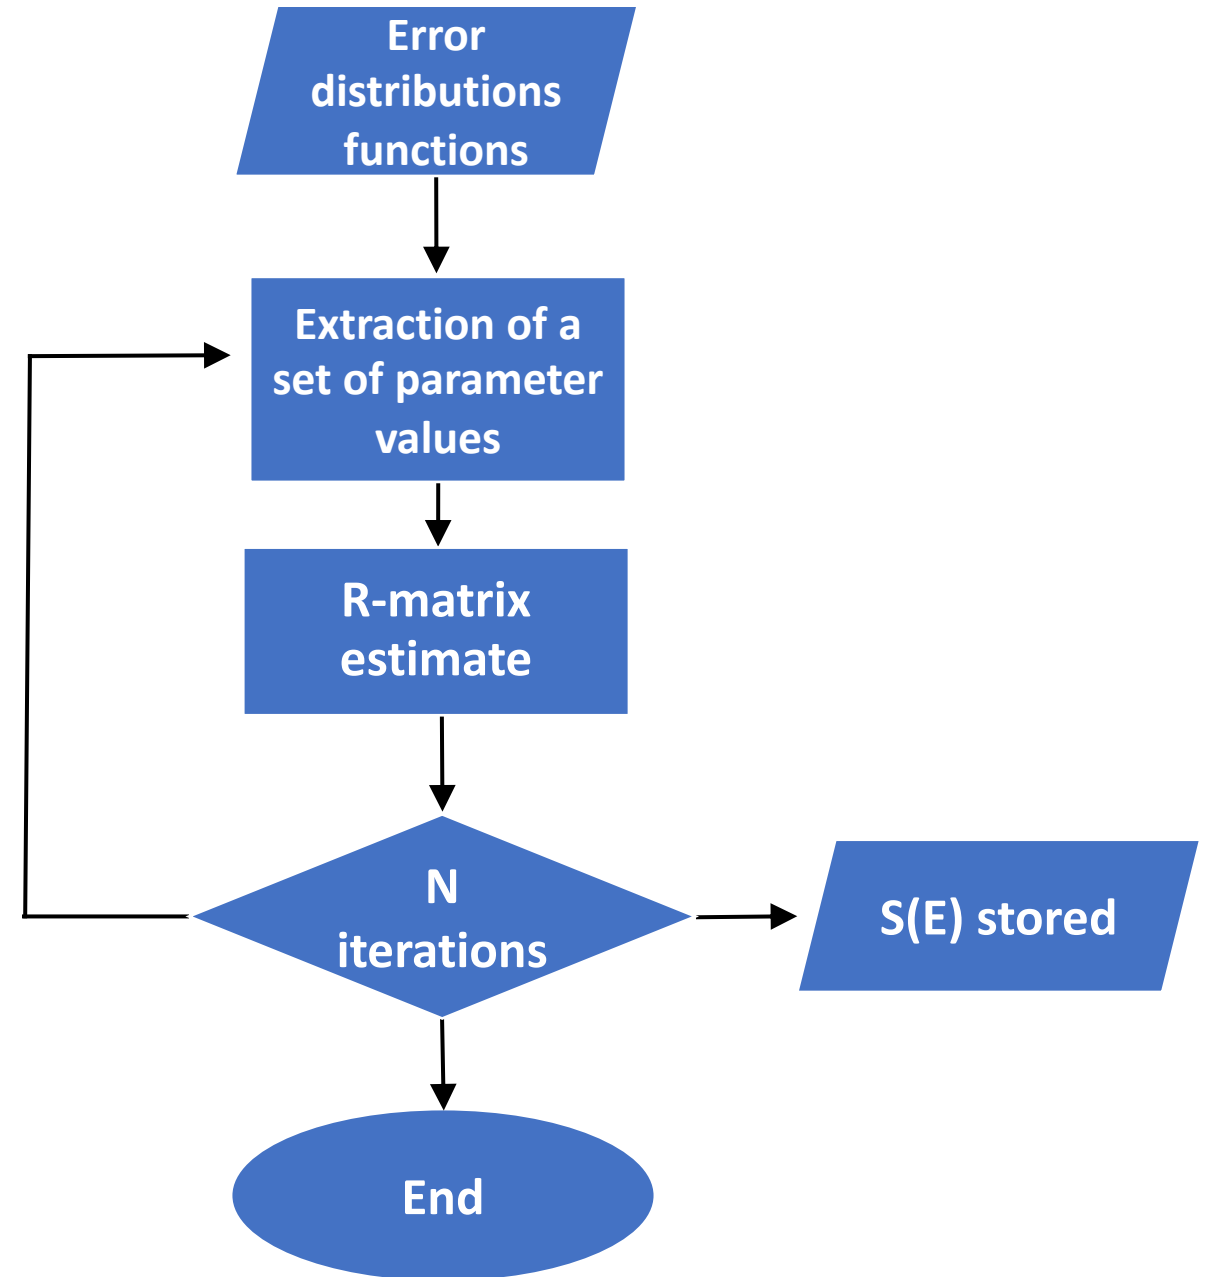 Error
distributions
functions
Extraction of a
set of parameter
values
R-matrix
estimate
N
iterations
S(E) stored
End